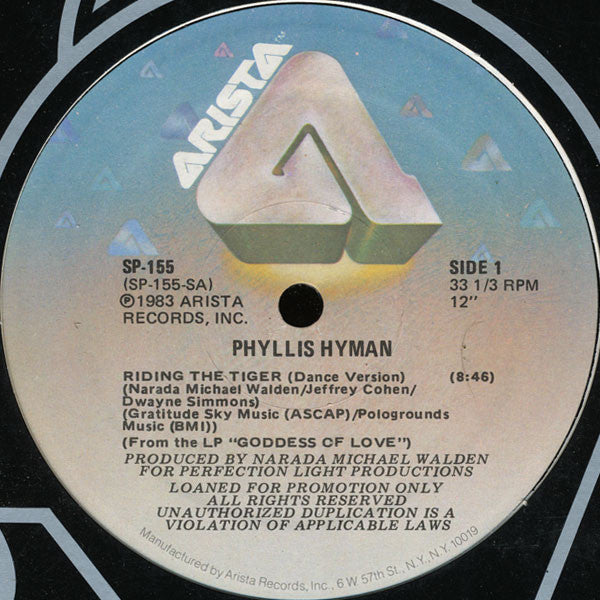 ARISTA
SP-155
(SP-155-SA)
℗1983 ARISTA
RECORDS, INC.
SIDE 1
33 1/3 RPM
12"
PHYLLIS HYMAN
RIDING THE TIGER (Dance Version) (8:46)
(Narada Michael Walden/Jeffrey Cohen/
Dwayne Simmons)
(Gratitude Sky Music (ASCAP)/Pologrounds
Music (BMI))
(From the LP "GODDESS OF LOVE")
PRODUCED BY NARADA MICHAEL WALDEN
FOR PERFECTION LIGHT PRODUCTIONS
LOANED FOR PROMOTION ONLY
ALL RIGHTS RESERVED
UNAUTHORIZED DUPLICATION IS A
VIOLATION OF APPLICABLE LAWS
Manufactured by Arista Records, Inc., 6 W 57th St., N.Y., N.Y. 10019